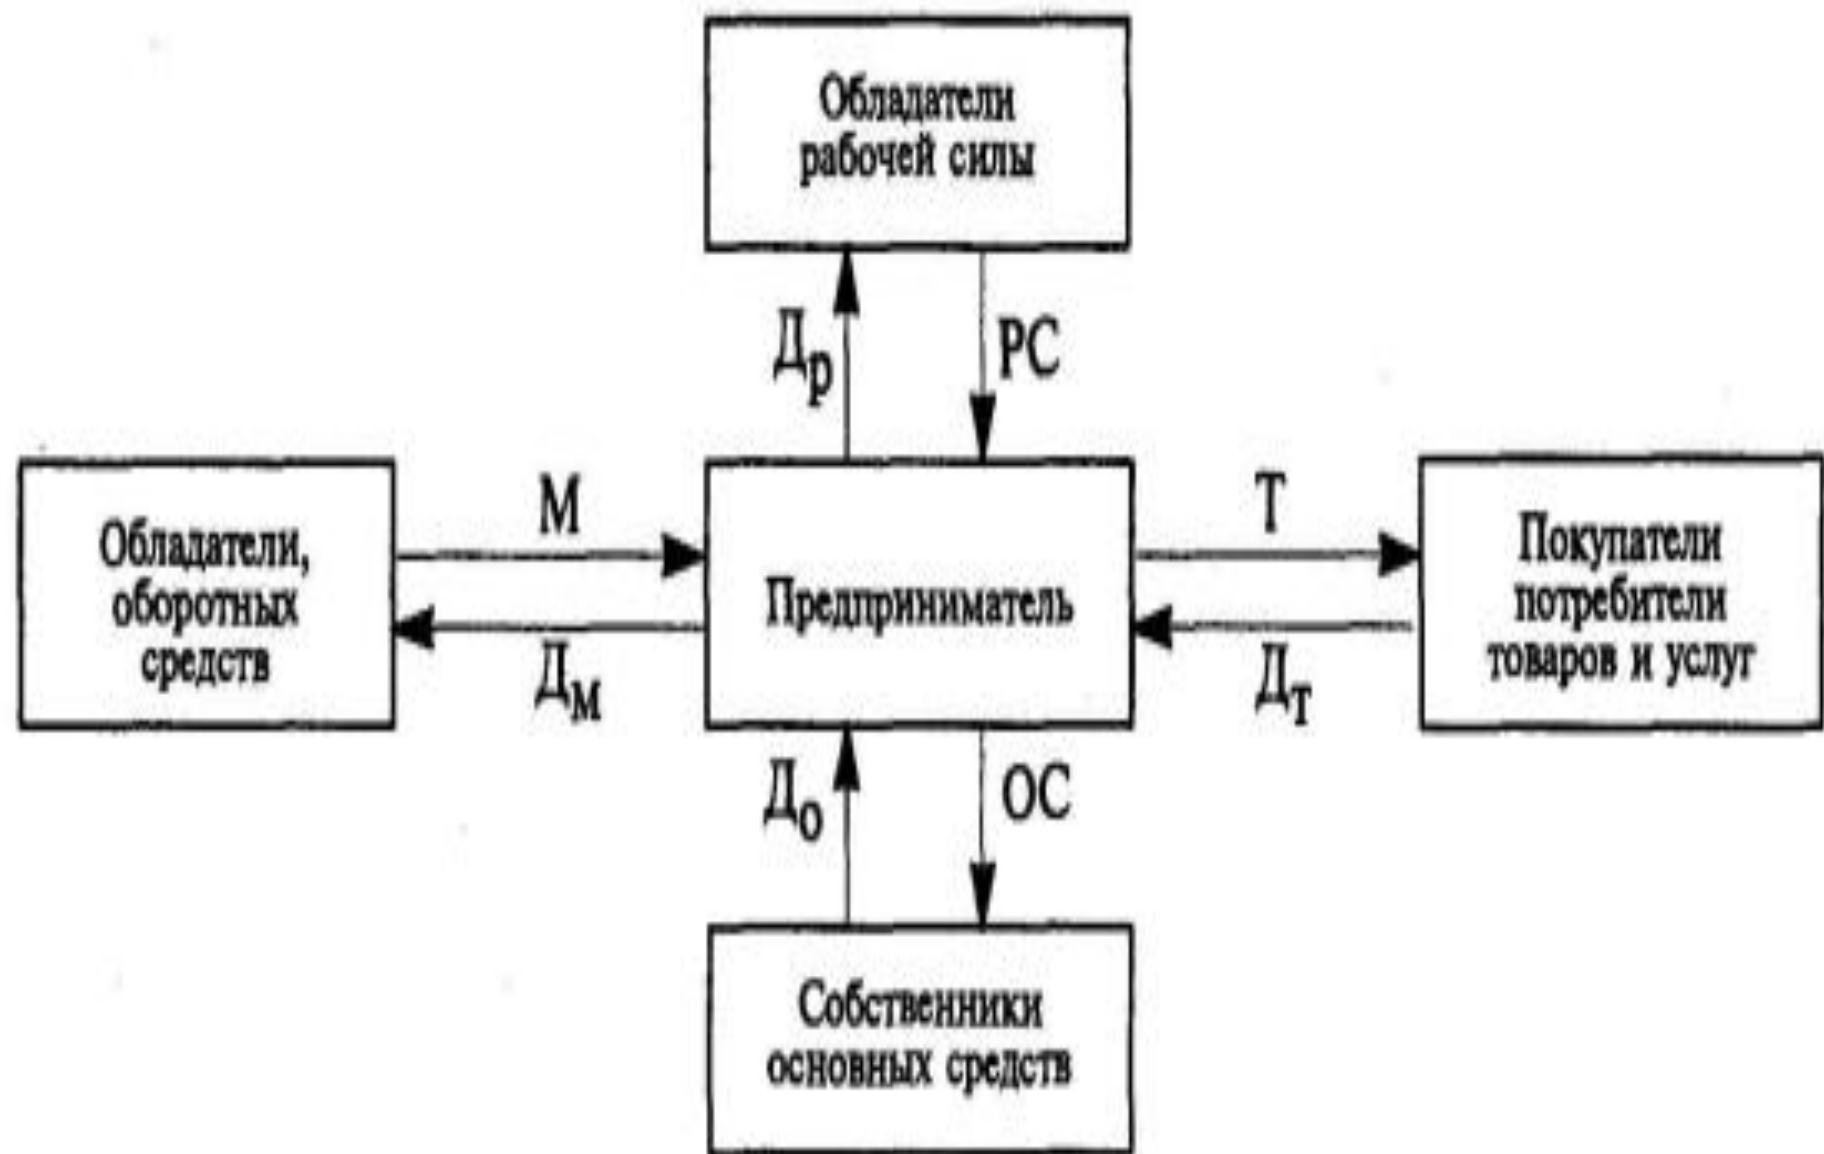 Обладатели
рабочей силы
Др
РС
Обладатели,
оборотных
средств
М
Дм
Предприниматель
Т
Дт
Покупатели
потребители
товаров и услуг
До
ОС
Собственники
основных средств